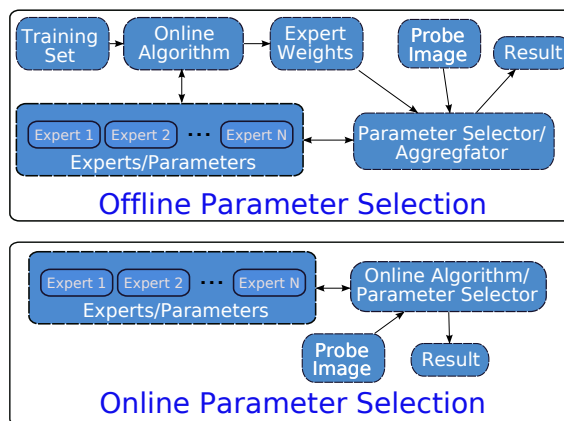 Training
Set
Online
Algorithm
Expert
Weights
Probe
Image
Result
Expert 1
Expert 2
...
Expert N
Experts/Parameters
Parameter Selector/
Aggregfator
Offline Parameter Selection
Expert 1
Expert 2
...
Expert N
Experts/Parameters
Online Algorithm/
Parameter Selector
Probe
Image
Result
Online Parameter Selection